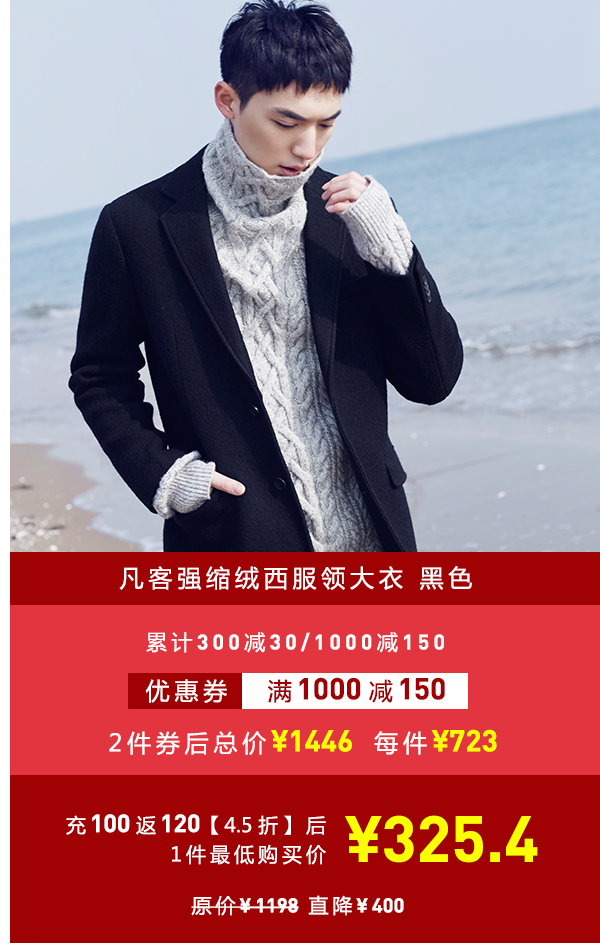 凡客强缩绒西服领大衣 黑色
累计300减30/1000减150
优惠券 满1000减150
2件券后总价¥1446 每件¥723
充100返120【4.5折】后
1件最低购买价 ¥325.4
原价¥1198 直降¥400